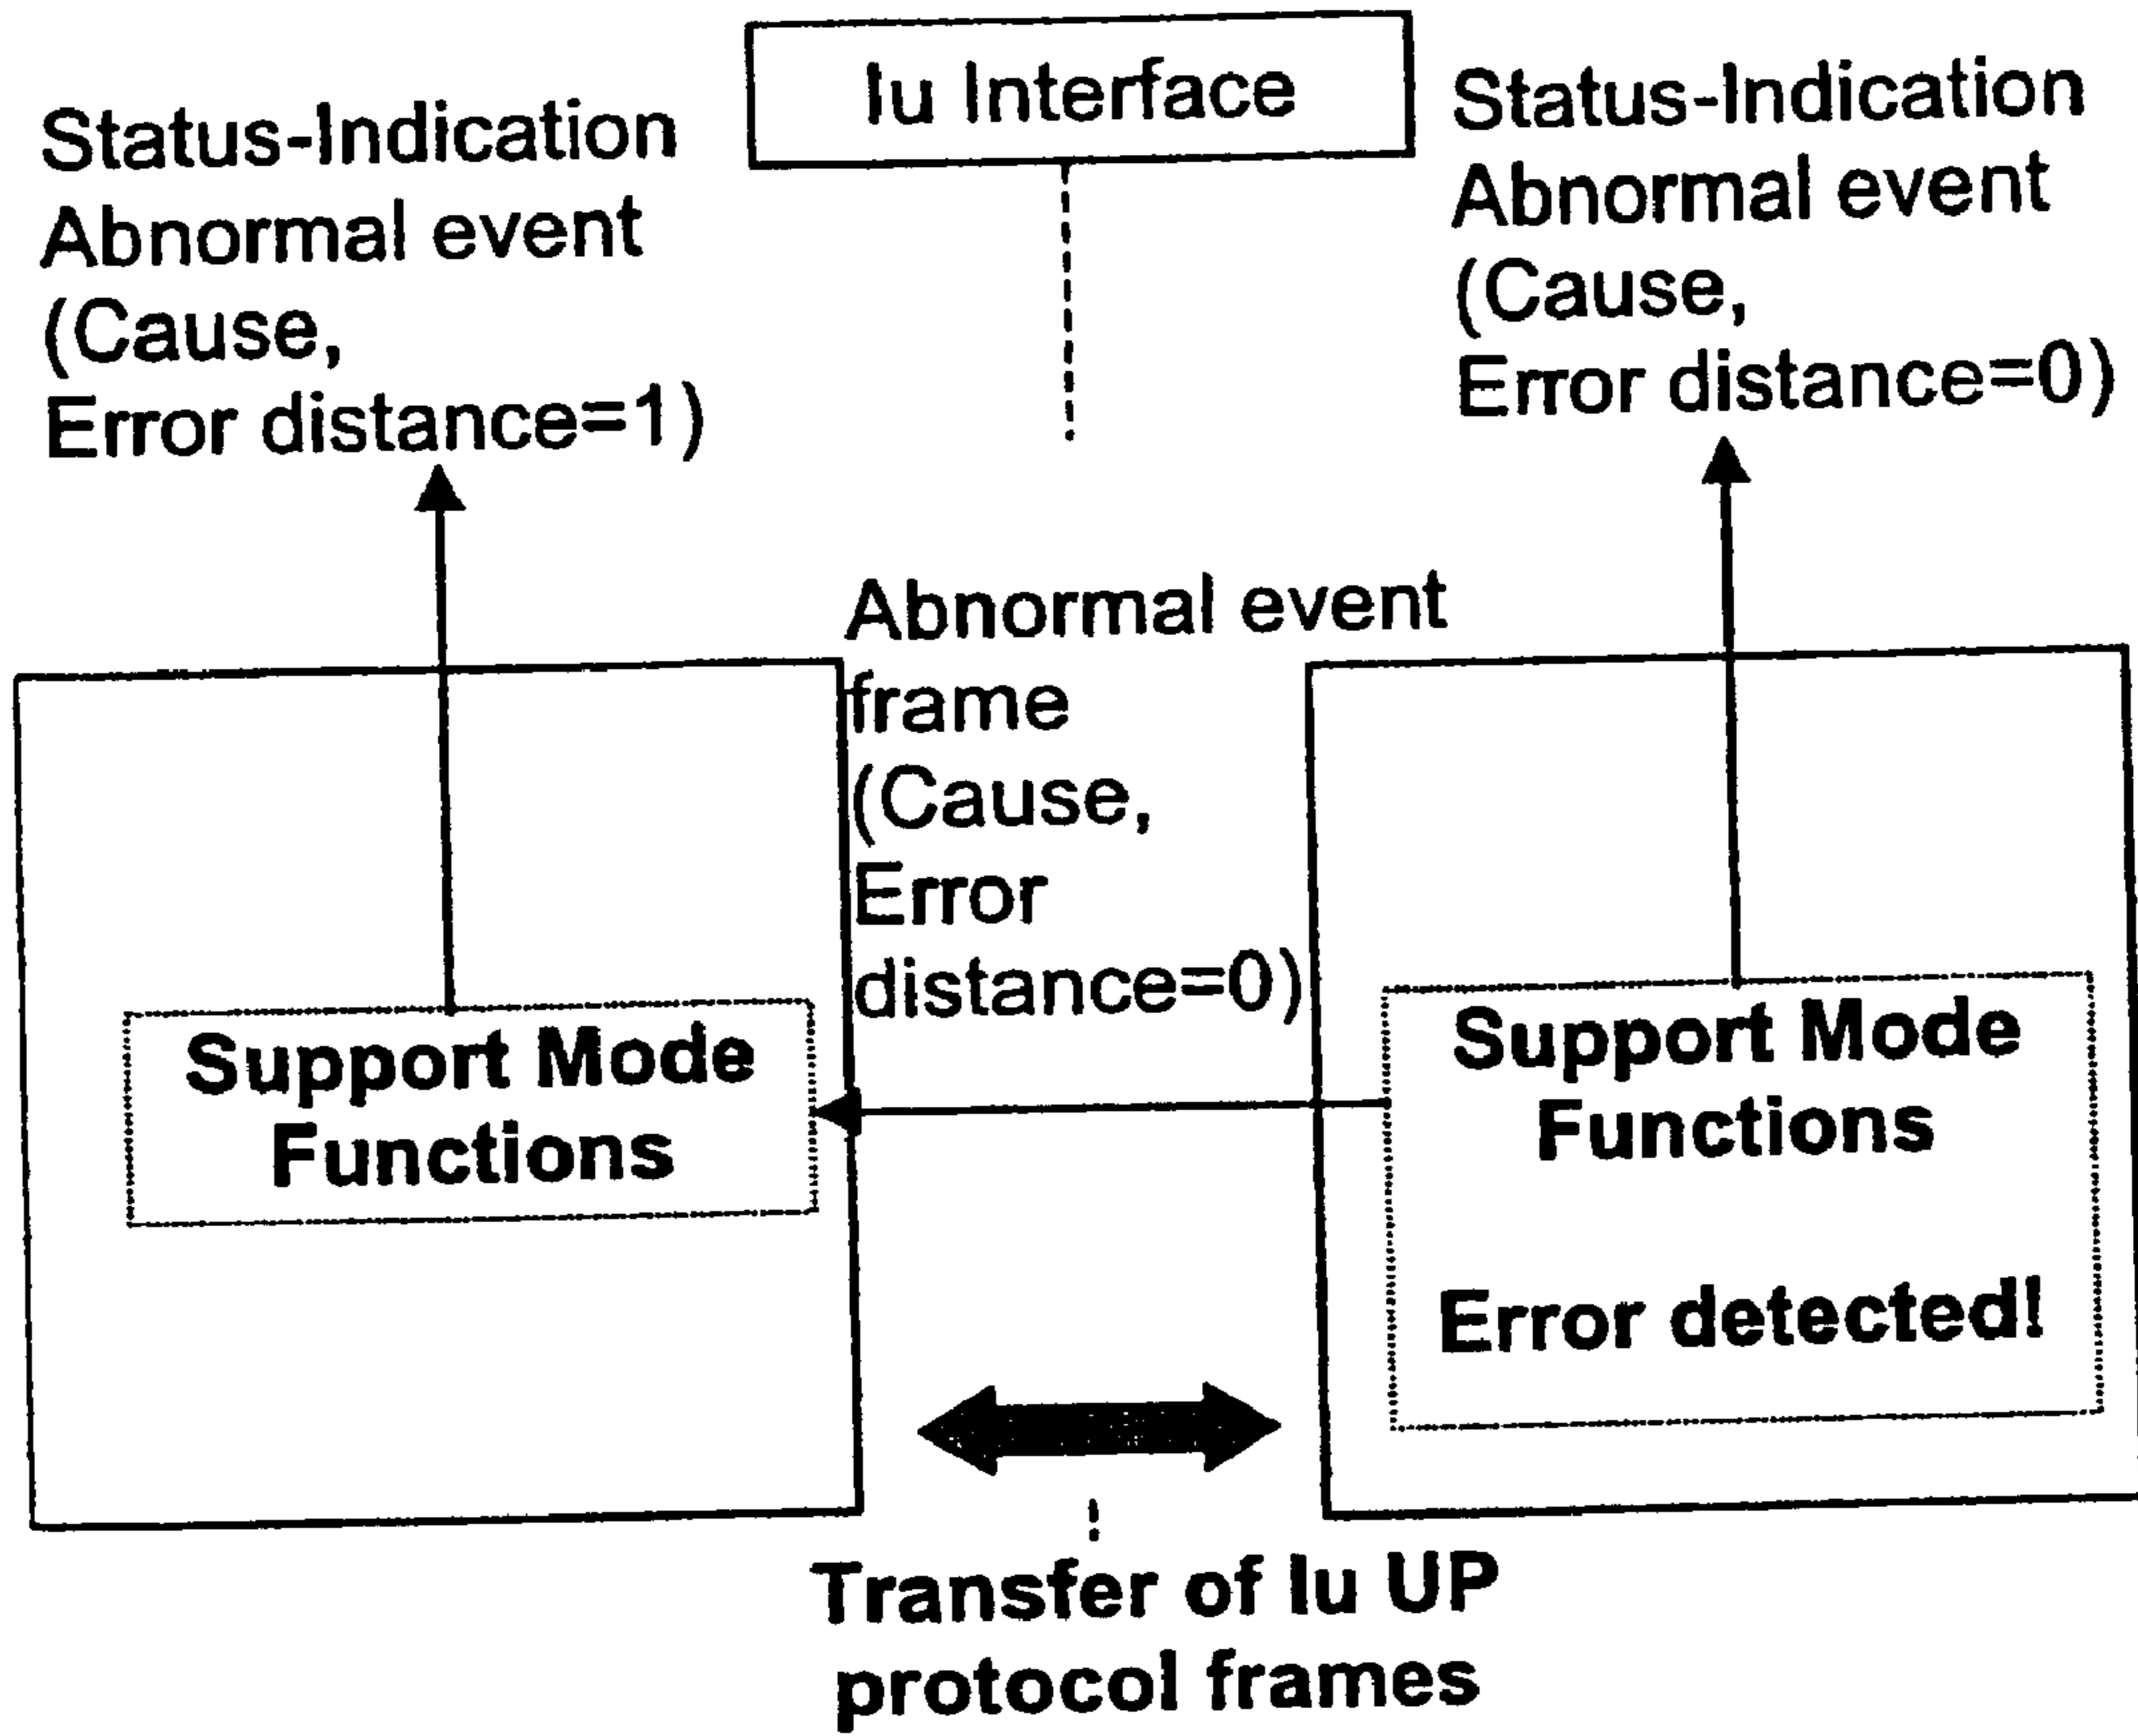 Iu Interface
Status-Indication
Abnormal event
(Cause,
Error distance=1)
Status-Indication
Abnormal event
(Cause,
Error distance=0)
Abnormal event
frame
(Cause,
Error
distance=0)
Support Mode
Functions
Support Mode
Functions
Error detected!
Transfer of Iu UP
protocol frames